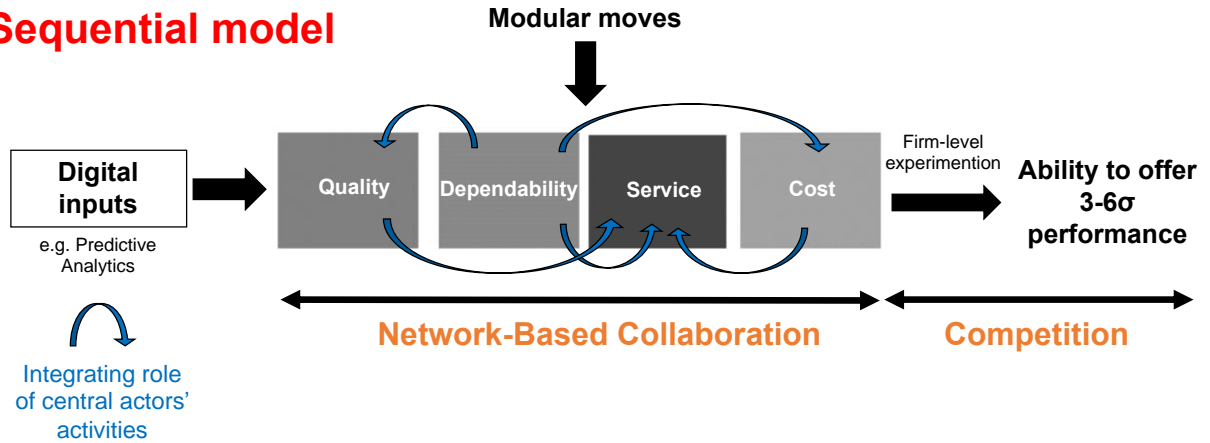 Sequential model
Modular moves
Digital
inputs
e.g. Predictive
Analytics
Quality
Dependability
Service
Cost
Firm-level
experimention
Ability to offer
3-6σ
performance
Network-Based Collaboration
Competition
Integrating role
of central actors’
activities